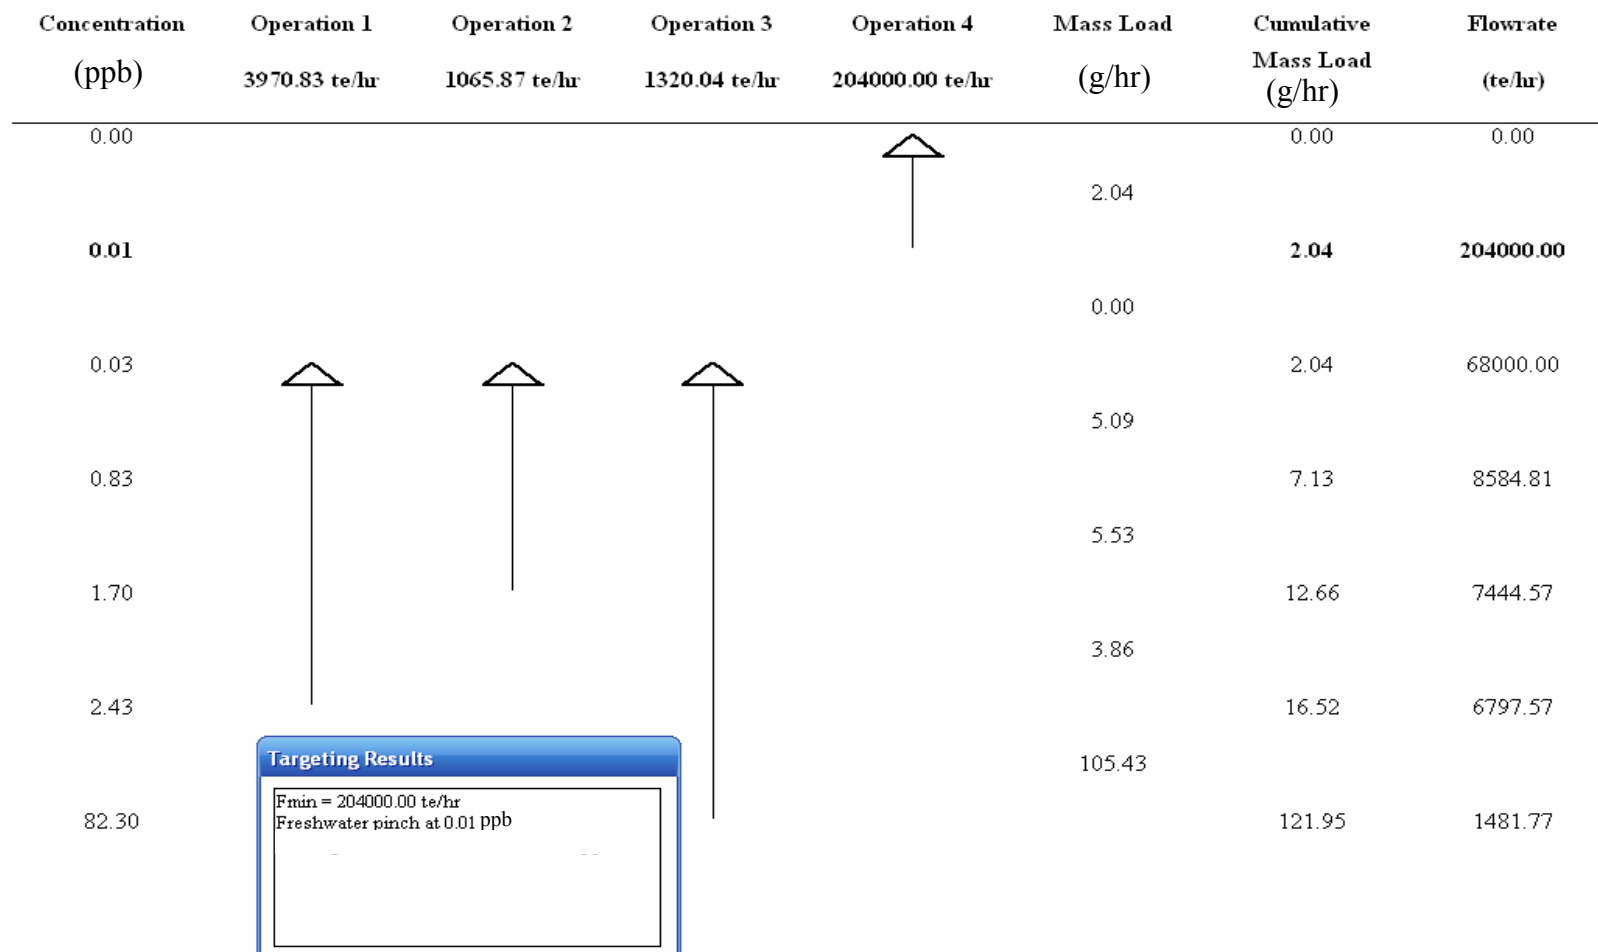 Concentration Operation 1 Operation 2 Operation 3 Operation 4 Mass Load Cumulative Flowrate
(ppb) 3970.83 te/hr 1065.87 te/hr 1320.04 te/hr 204000.00 te/hr (g/hr) Mass Load (te/hr)
(g/hr)
0.00 0.00 0.00
2.04
0.01 2.04 204000.00
0.00
0.03 2.04 68000.00
5.09
0.83 7.13 8584.81
5.53
1.70 12.66 7444.57
3.86
2.43 16.52 6797.57
Targeting Results
105.43
Fmin = 204000.00 te/hr
82.30 121.95 1481.77
Freshwater pinch at 0.01 ppb